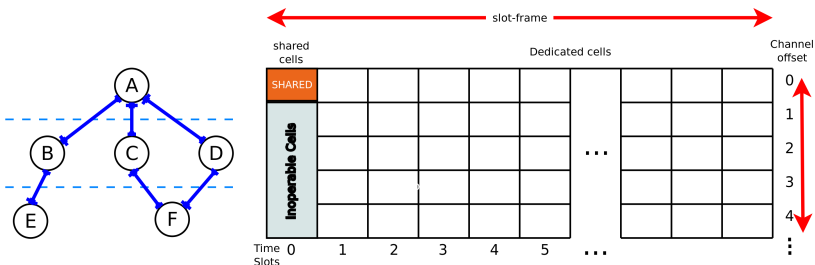 A
B
C
D
E
F
slot-frame
shared
cells
Dedicated cells
Channel
offset
SHARED
Inoperable Cells
...
0
1
2
3
4
Time
Slots
0 1 2 3 4 5 ...